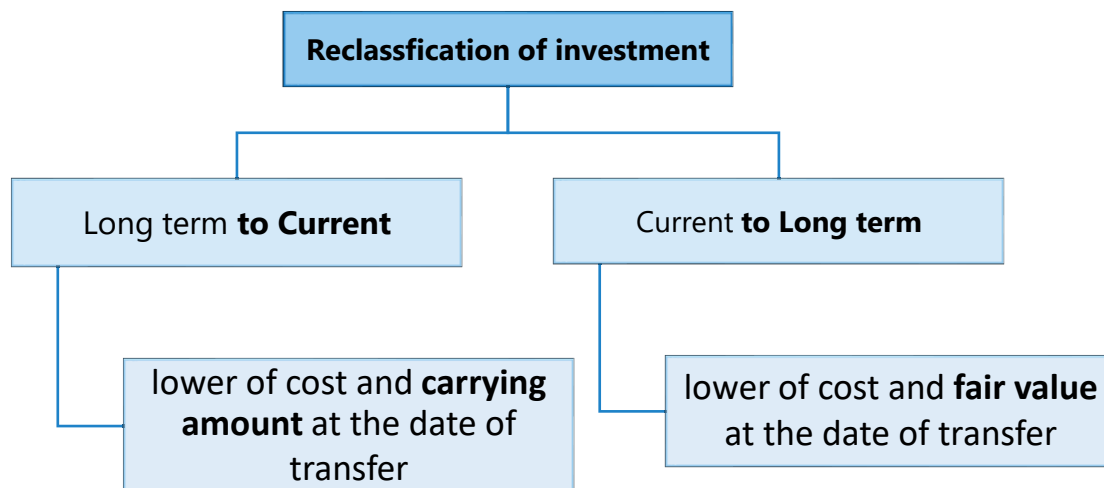 Reclassfication of investment
Long term to Current
Current to Long term
lower of cost and carrying
amount at the date of
transfer
lower of cost and fair value
at the date of transfer